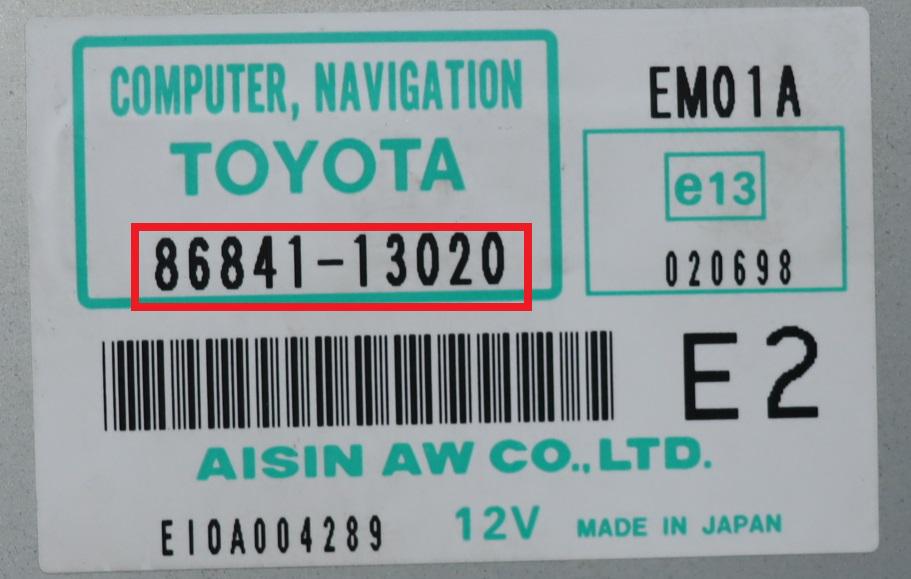 COMPUTER, NAVIGATION
TOYOTA
86841-13020
EM01A
e13
020698
E2
AISIN AW CO.,LTD.
EI0A004289
12V
MADE IN JAPAN